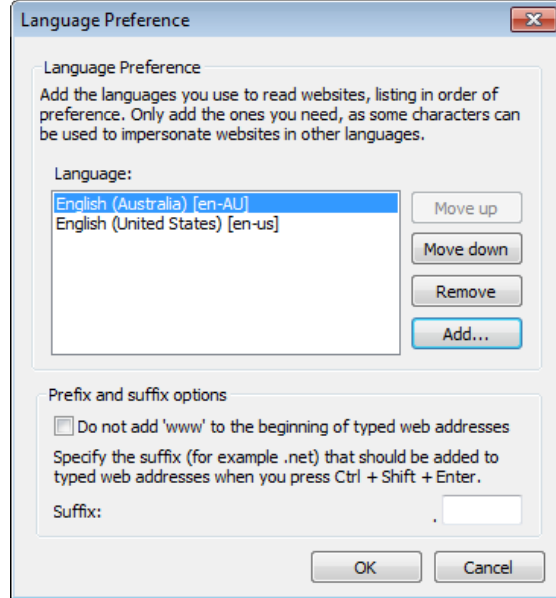 Language Preference
Language Preference
Add the languages you use to read websites, listing in order of
preference. Only add the ones you need, as some characters can
be used to impersonate websites in other languages.
Language:
English (Australia) [en-AU]
English (United States) [en-us]
Move up
Move down
Remove
Add...
Prefix and suffix options
Do not add 'www' to the beginning of typed web addresses
Specify the suffix (for example .net) that should be added to
typed web addresses when you press Ctrl + Shift + Enter.
Suffix: .
OK Cancel